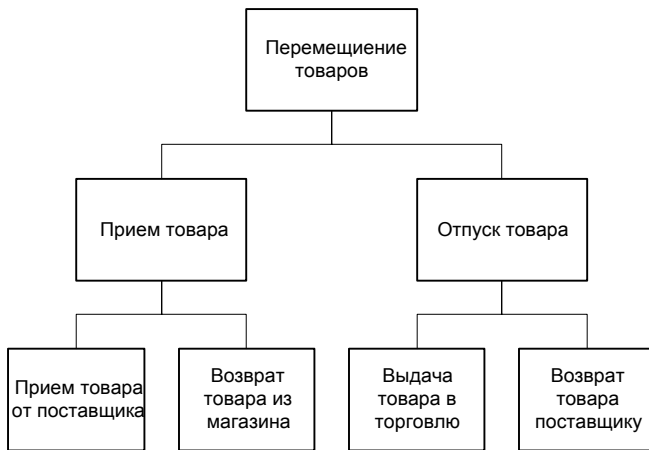 Перемещиение
товаров
Прием товара
Отпуск товара
Прием товара
от поставщика
Возврат
товара из
магазина
Выдача
товара в
торговлю
Возврат
товара
поставщику